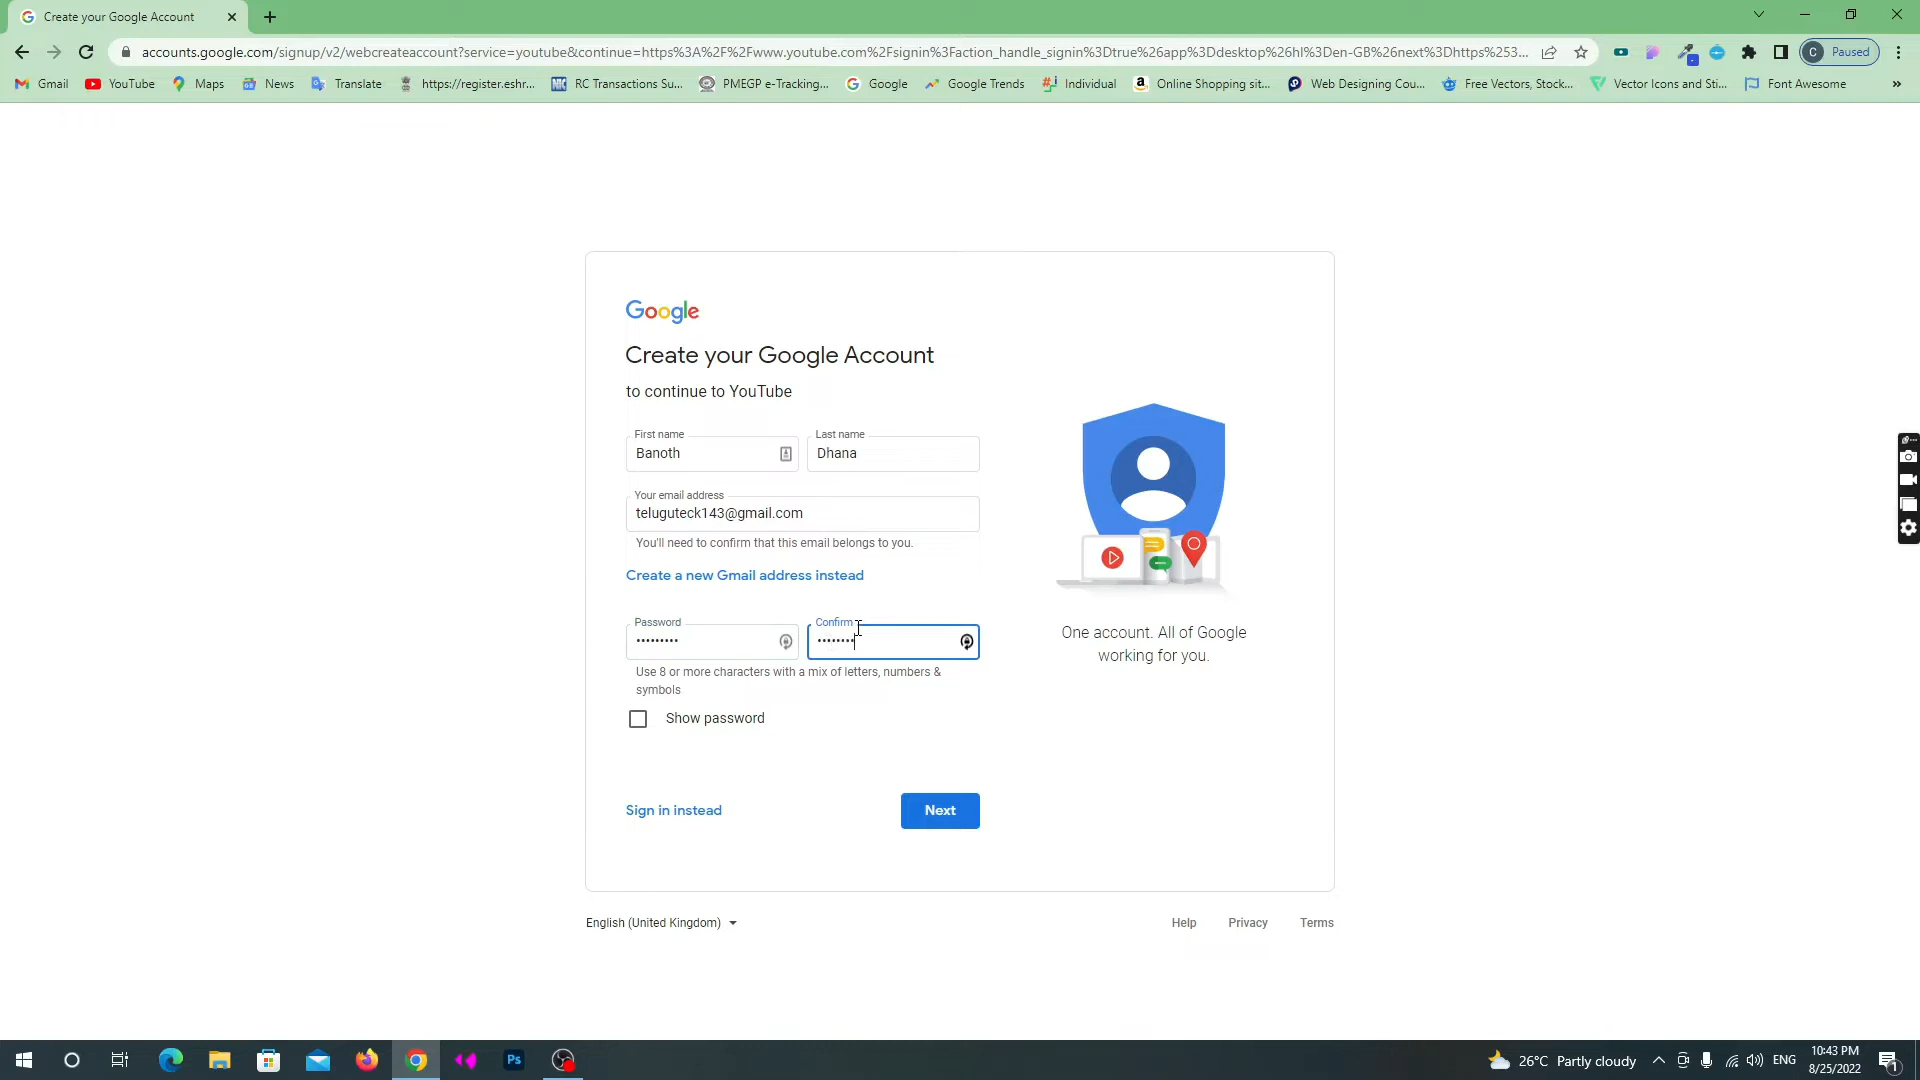 Create your Google Account
accounts.google.com/signup/v2/webcreateaccount?service=youtube&continue=https%3A%2F%2Fwww.youtube.com%2Fsignin%3Faction_handle_signin%3Dtrue%26app%3Ddesktop%26hl%3Den-GB%26next%3Dhttps%253...
C Paused
Gmail YouTube Maps News Translate https://register.eshr... RC Transactions Su... PMEGP e-Tracking... Google Google Trends Individual Online Shopping sit... Web Designing Cou... Free Vectors, Stock... Vector Icons and Sti... Font Awesome »
Google
Create your Google Account
to continue to YouTube
First name Last name
Banoth Dhana
Your email address
teluguteck143@gmail.com
You'll need to confirm that this email belongs to you.
Create a new Gmail address instead
Password Confirm
Use 8 or more characters with a mix of letters, numbers &
symbols
Show password
Sign in instead Next
One account. All of Google
working for you.
English (United Kingdom) Help Privacy Terms
Ps
26°C Partly cloudy ENG
10:43 PM
8/25/2022
1